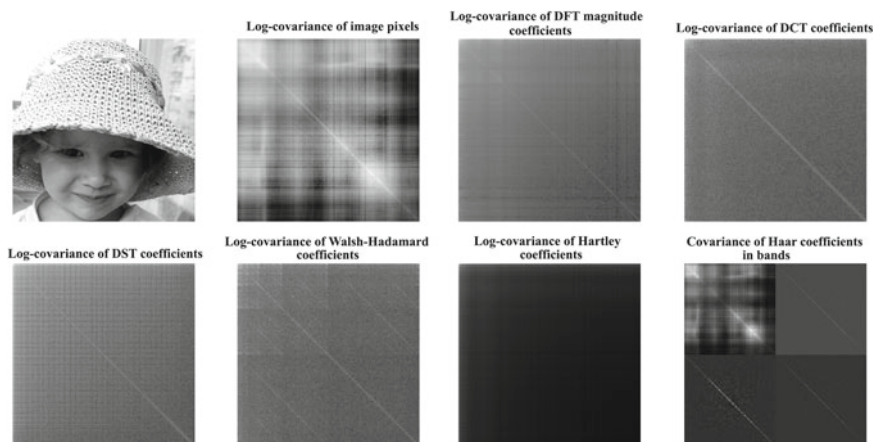 Log-covariance of image pixels
Log-covariance of DFT magnitude
coefficients
Log-covariance of DCT coefficients
Log-covariance of DST coefficients
Log-covariance of Walsh-Hadamard
coefficients
Log-covariance of Hartley
coefficients
Covariance of Haar coefficients
in bands